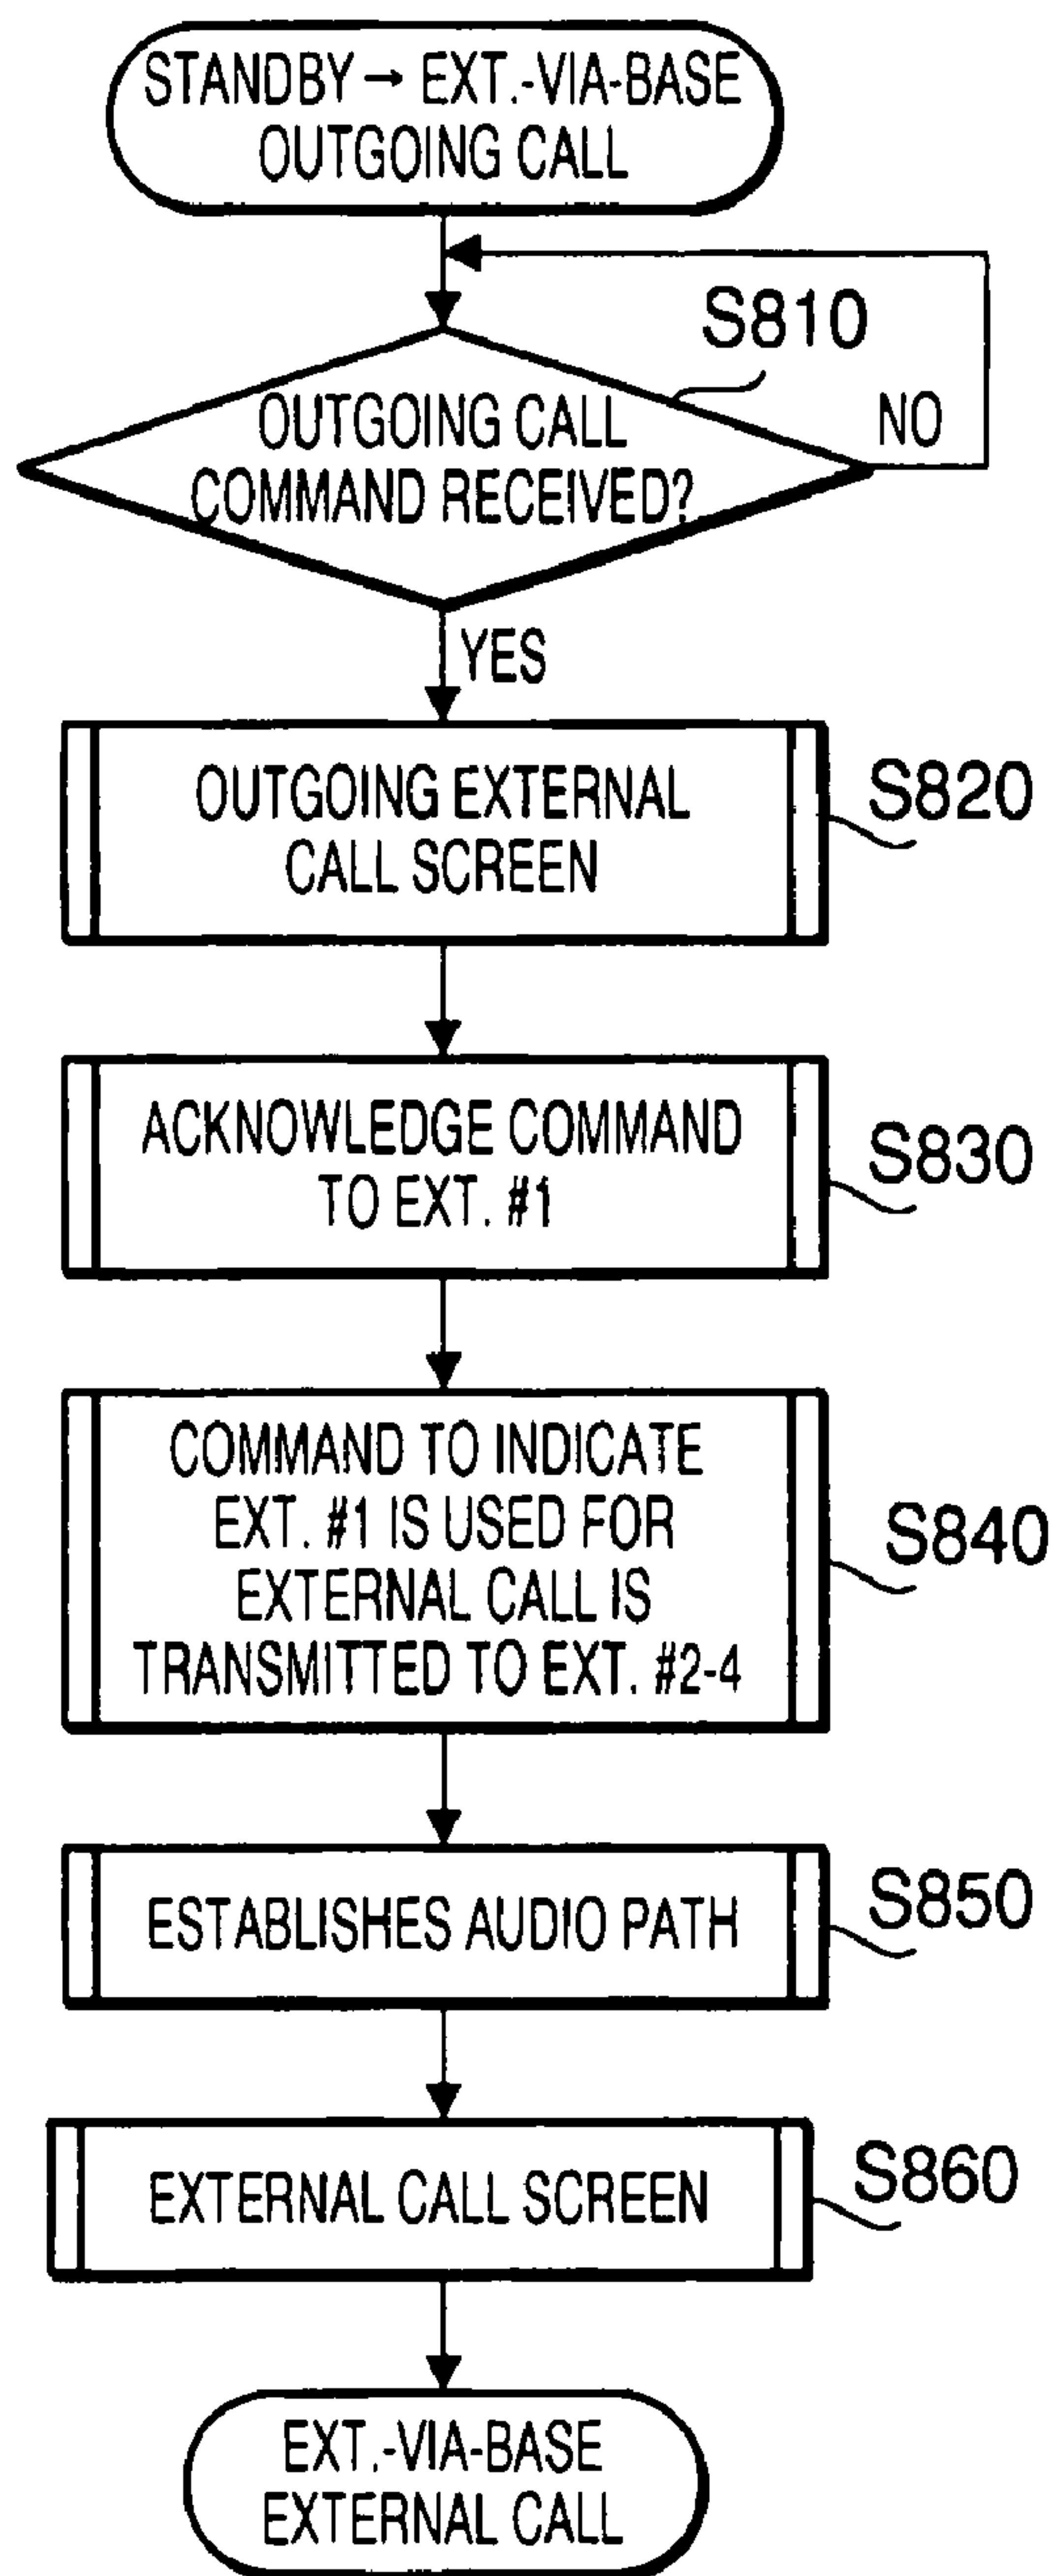 STANDBY → EXT.-VIA-BASE
OUTGOING CALL
S810
OUTGOING CALL
COMMAND RECEIVED?
NO
YES
OUTGOING EXTERNAL
CALL SCREEN
S820
ACKNOWLEDGE COMMAND
TO EXT. #1
S830
COMMAND TO INDICATE
EXT. #1 IS USED FOR
EXTERNAL CALL IS
TRANSMITTED TO EXT. #2-4
S840
ESTABLISHES AUDIO PATH
S850
EXTERNAL CALL SCREEN
S860
EXT.-VIA-BASE
EXTERNAL CALL